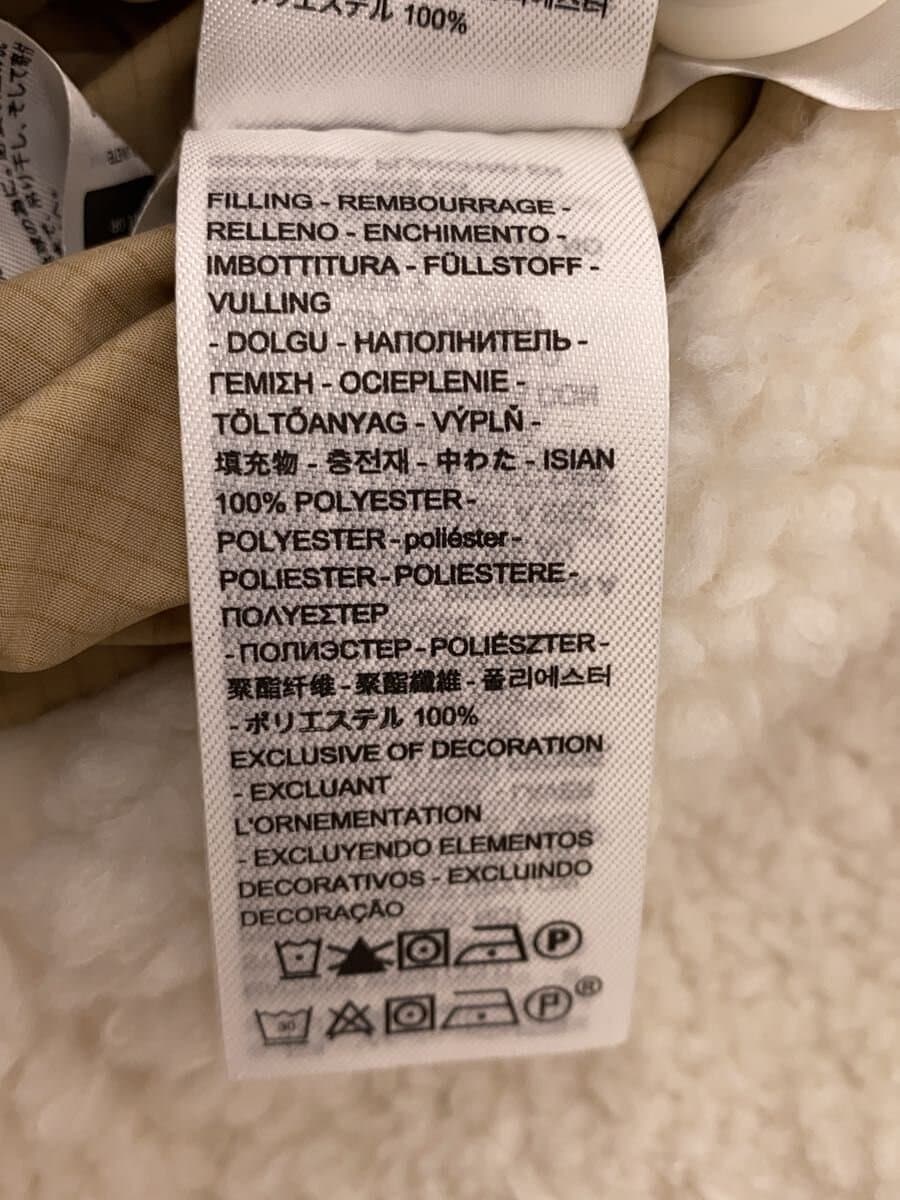 ポリエステル 100%
FILLING - REMBOURRAGE -
RELLENO - ENCHIMENTO -
IMBOTTITURA - FÜLLSTOFF -
VULLING
- DOLGU - НАПОЛНИТЕЛЬ -
ΓΕΜΙΣΗ - OCIEPLENIE -
TÖLTŐANYAG - VÝPLŇ -
填充物 - 충전재 - 中わた - ISIAN
100% POLYESTER -
POLYESTER - poliéster -
POLIESTER - POLIESTERE -
ΠΟΛΥΕΣΤΕΡ
- ПОЛИЭСТЕР - POLIÉSZTER -
聚酯纤维 - 聚酯纖維 - 폴리에스터
- ポリエステル 100%
EXCLUSIVE OF DECORATION
- EXCLUANT
L'ORNEMENTATION
- EXCLUYENDO ELEMENTOS
DECORATIVOS - EXCLUINDO
DECORAÇÃO
P
30 P ®